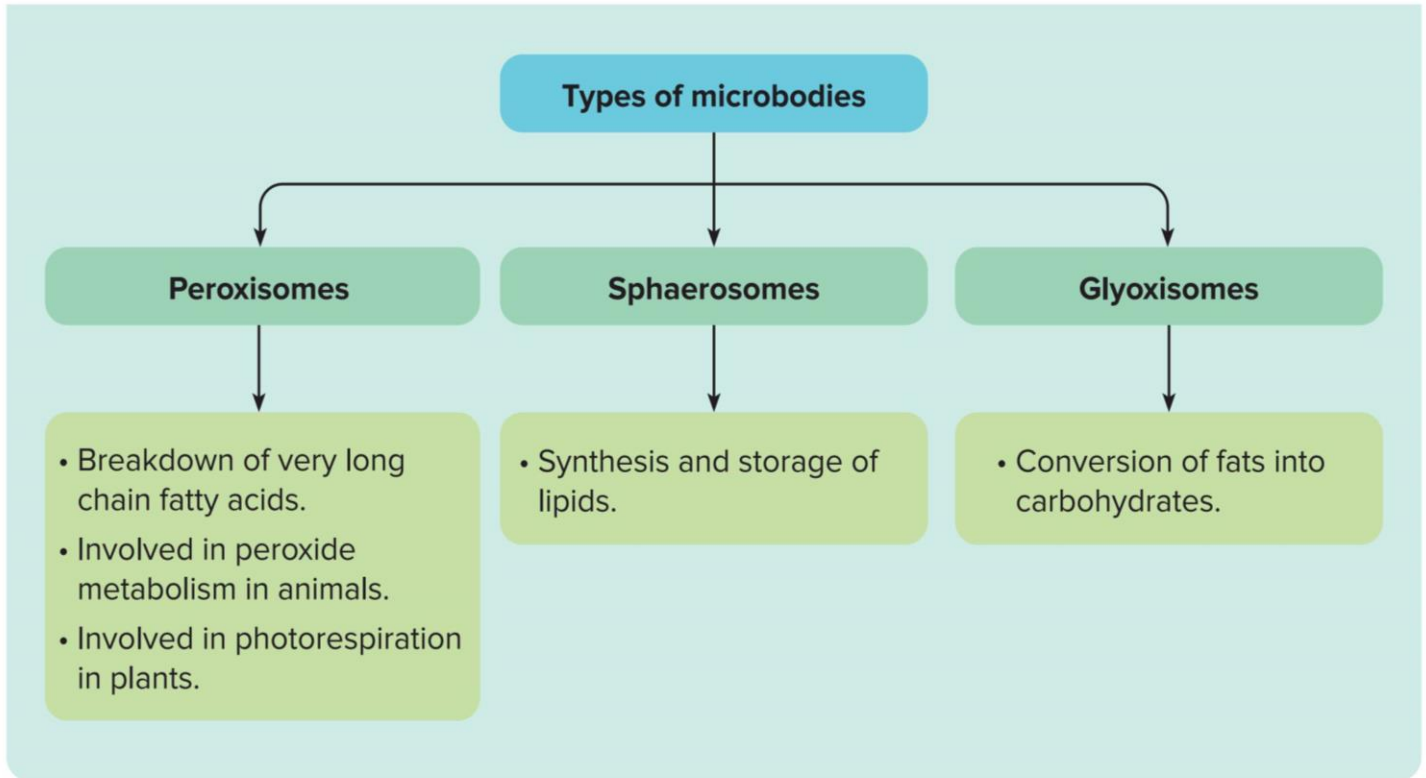 Types of microbodies
Peroxisomes
Sphaerosomes
Glyoxisomes
• Breakdown of very long
chain fatty acids.
• Involved in peroxide
metabolism in animals.
• Involved in photorespiration
in plants.
• Synthesis and storage of
lipids.
• Conversion of fats into
carbohydrates.